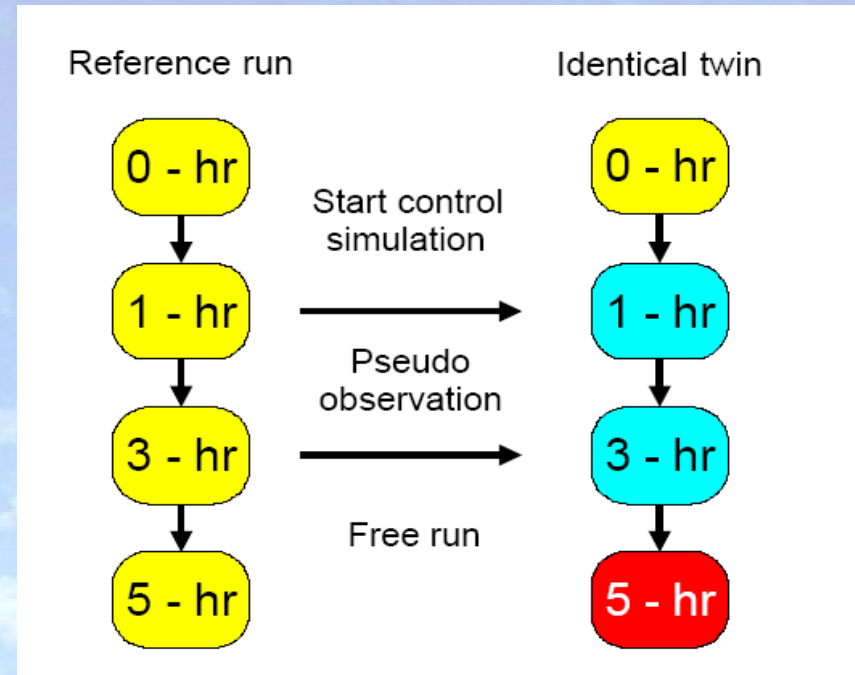 Reference run
Identical twin
0 - hr
0 - hr
Start control
simulation
1 - hr
1 - hr
Pseudo
observation
3 - hr
3 - hr
Free run
5 - hr
5 - hr